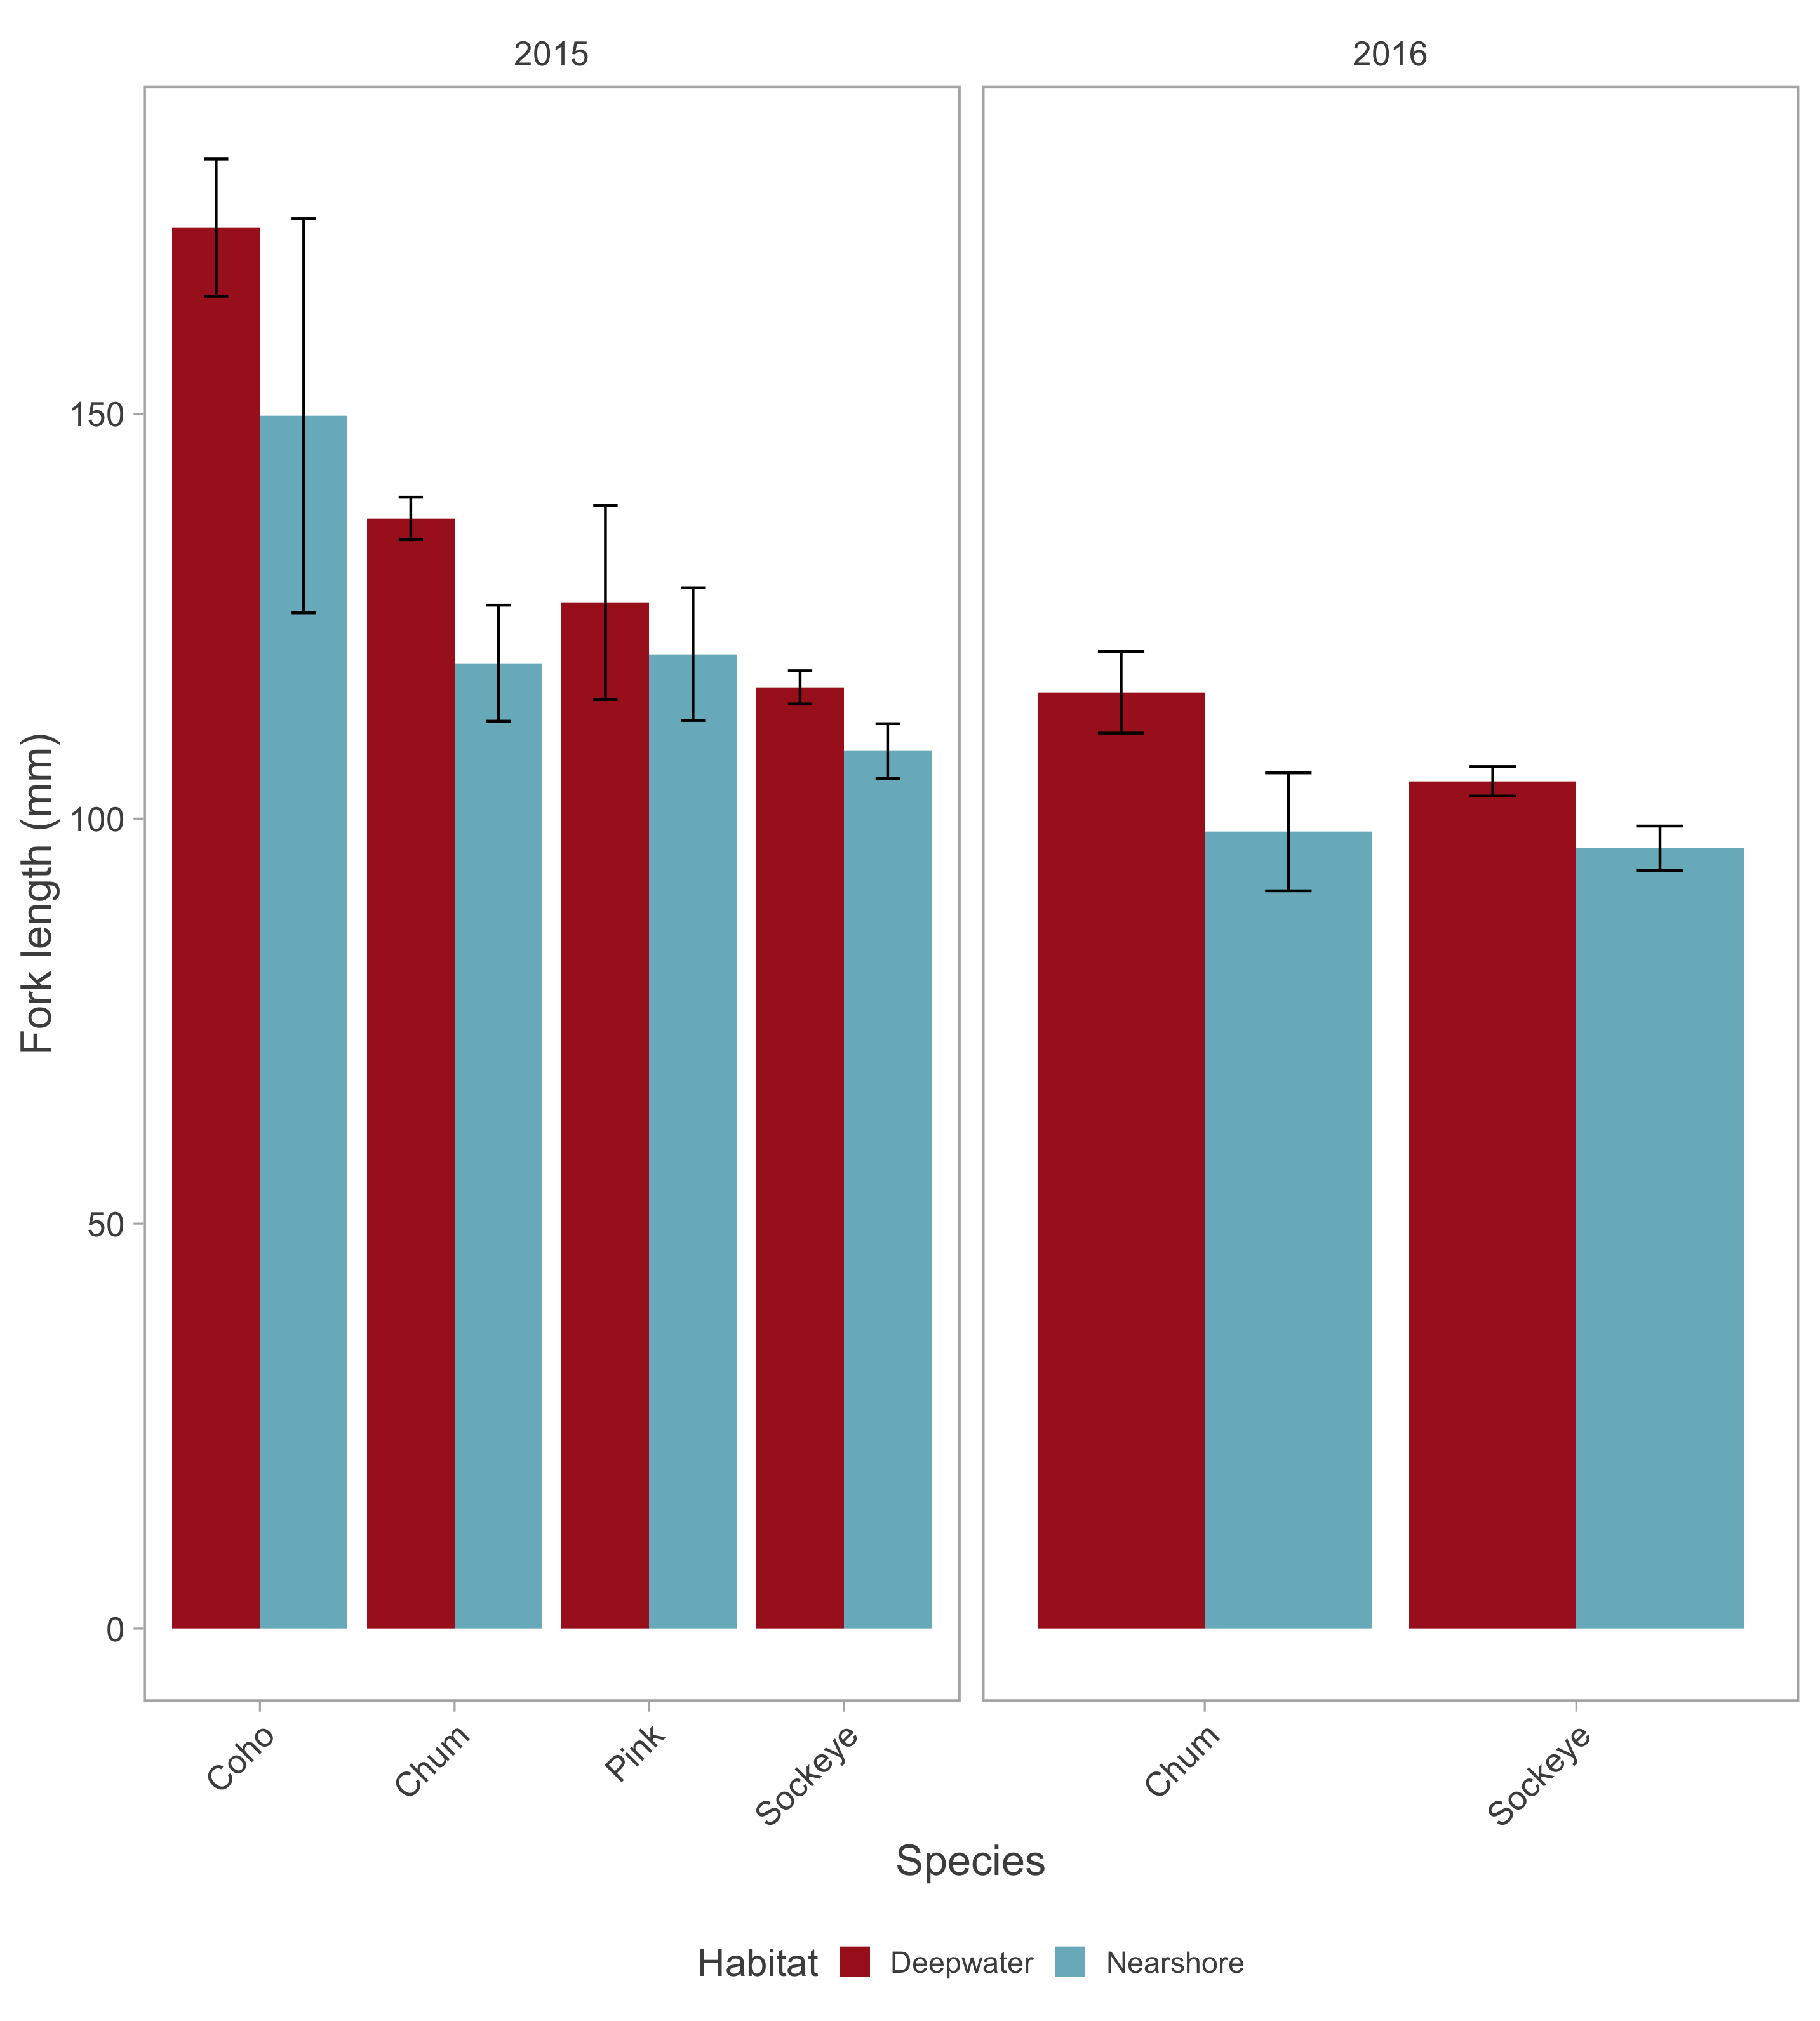 2015
2016
Fork length (mm)
150
100
50
0
Coho
Chum
Pink
Sockeye
Chum
Sockeye
Species
Habitat Deepwater Nearshore